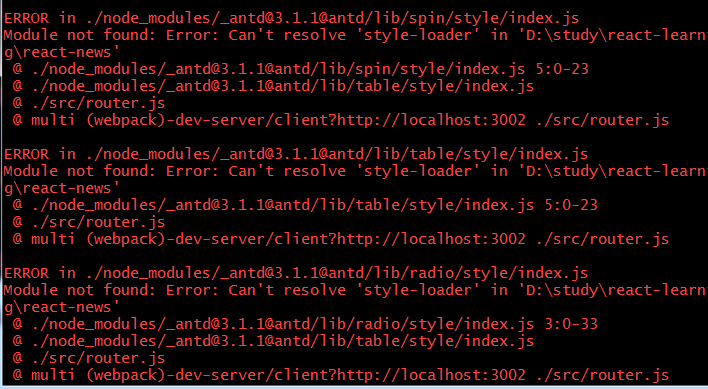 ERROR in ./node_modules/_antd@3.1.1@antd/lib/spin/style/index.js
Module not found: Error: Can't resolve 'style-loader' in 'D:\study\react-learn
g\react-news'
 @ ./node_modules/_antd@3.1.1@antd/lib/spin/style/index.js 5:0-23
 @ ./node_modules/_antd@3.1.1@antd/lib/table/style/index.js
 @ ./src/router.js
 @ multi (webpack)-dev-server/client?http://localhost:3002 ./src/router.js
ERROR in ./node_modules/_antd@3.1.1@antd/lib/table/style/index.js
Module not found: Error: Can't resolve 'style-loader' in 'D:\study\react-learn
g\react-news'
 @ ./node_modules/_antd@3.1.1@antd/lib/table/style/index.js 5:0-23
 @ ./src/router.js
 @ multi (webpack)-dev-server/client?http://localhost:3002 ./src/router.js
ERROR in ./node_modules/_antd@3.1.1@antd/lib/radio/style/index.js
Module not found: Error: Can't resolve 'style-loader' in 'D:\study\react-learn
g\react-news'
 @ ./node_modules/_antd@3.1.1@antd/lib/radio/style/index.js 3:0-33
 @ ./node_modules/_antd@3.1.1@antd/lib/table/style/index.js
 @ ./src/router.js
 @ multi (webpack)-dev-server/client?http://localhost:3002 ./src/router.js